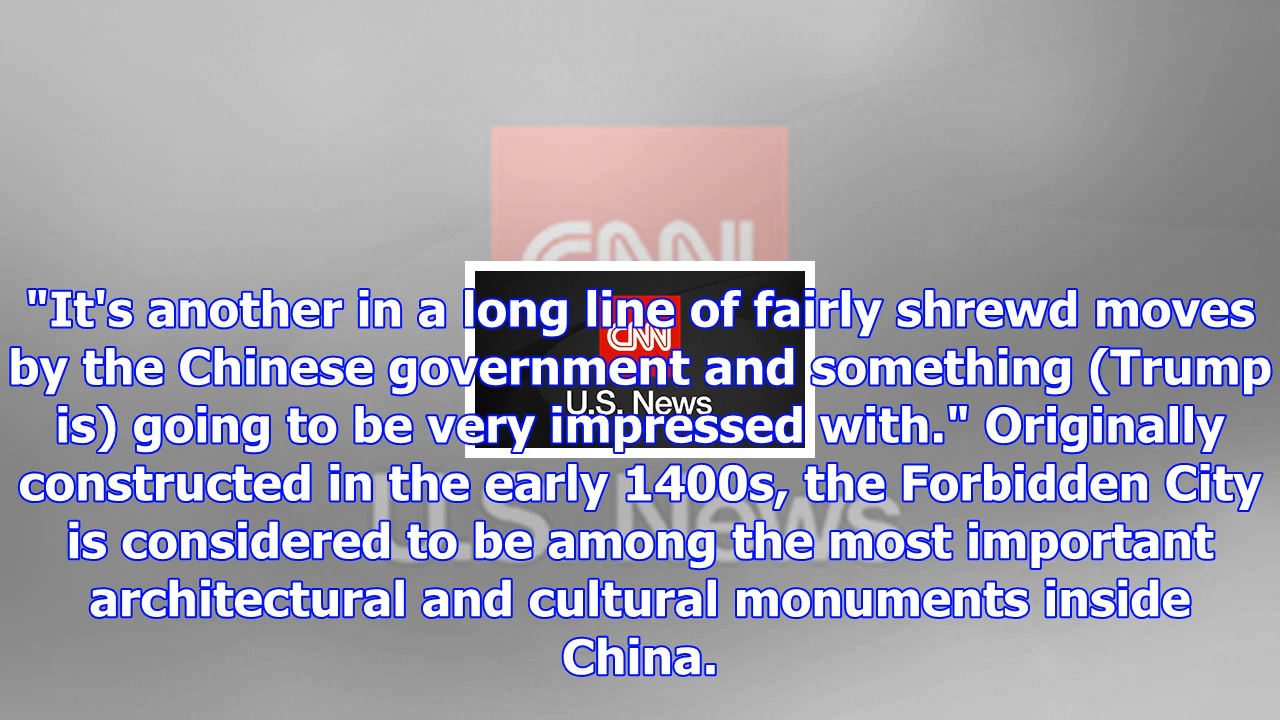 CNN
"It's another in a long line of fairly shrewd moves
CNN
by the Chinese government and something (Trump
U.S. News
is) going to be very impressed with." Originally
constructed in the early 1400s, the Forbidden City
U.S. News
is considered to be among the most important
architectural and cultural monuments inside
China.